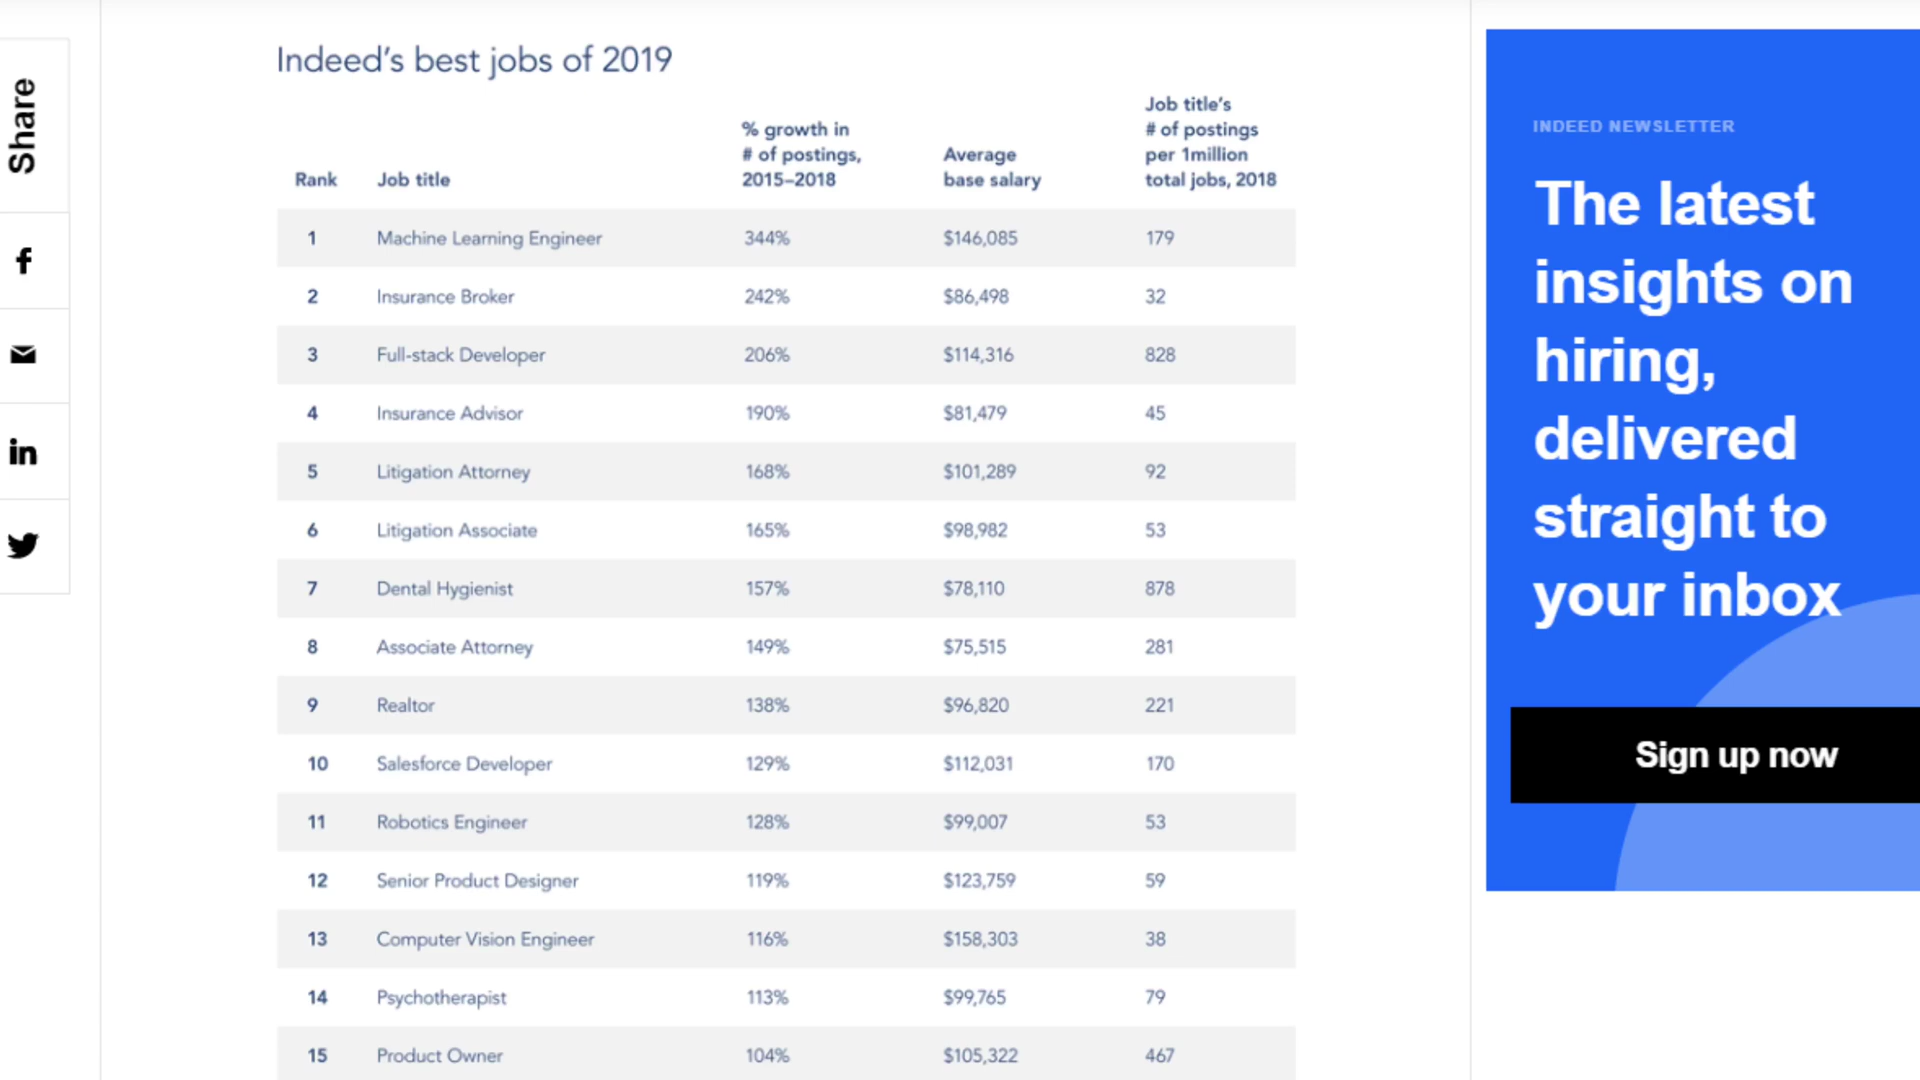 Share
Indeed's best jobs of 2019
Rank
Job title
% growth in
# of postings,
2015–2018
Average
base salary
Job title's
# of postings
per 1million
total jobs, 2018
1 Machine Learning Engineer 344% $146,085 179
2 Insurance Broker 242% $86,498 32
3 Full-stack Developer 206% $114,316 828
4 Insurance Advisor 190% $81,479 45
5 Litigation Attorney 168% $101,289 92
6 Litigation Associate 165% $98,982 53
7 Dental Hygienist 157% $78,110 878
8 Associate Attorney 149% $75,515 281
9 Realtor 138% $96,820 221
10 Salesforce Developer 129% $112,031 170
11 Robotics Engineer 128% $99,007 53
12 Senior Product Designer 119% $123,759 59
13 Computer Vision Engineer 116% $158,303 38
14 Psychotherapist 113% $99,765 79
15 Product Owner 104% $105,322 467
INDEED NEWSLETTER
The latest
insights on
hiring,
delivered
straight to
your inbox
Sign up now